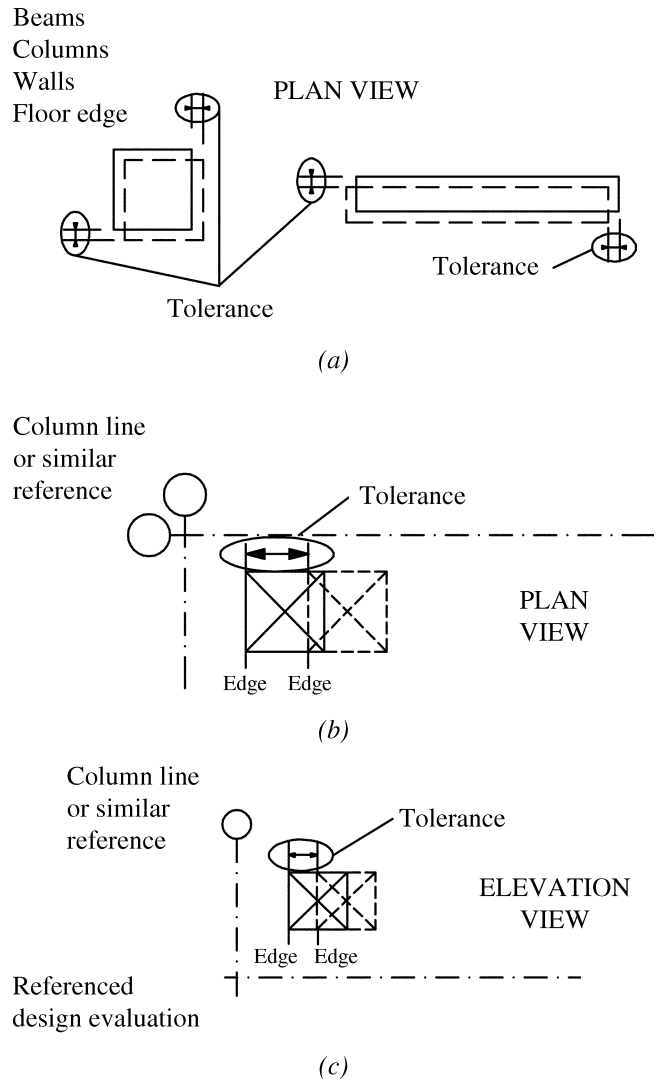 Beams
Columns
Walls
Floor edge
PLAN VIEW
Tolerance
Tolerance
(a)
Column line
or similar
reference
Tolerance
PLAN
VIEW
Edge Edge
(b)
Column line
or similar
reference
Tolerance
ELEVATION
VIEW
Edge Edge
Referenced
design evaluation
(c)